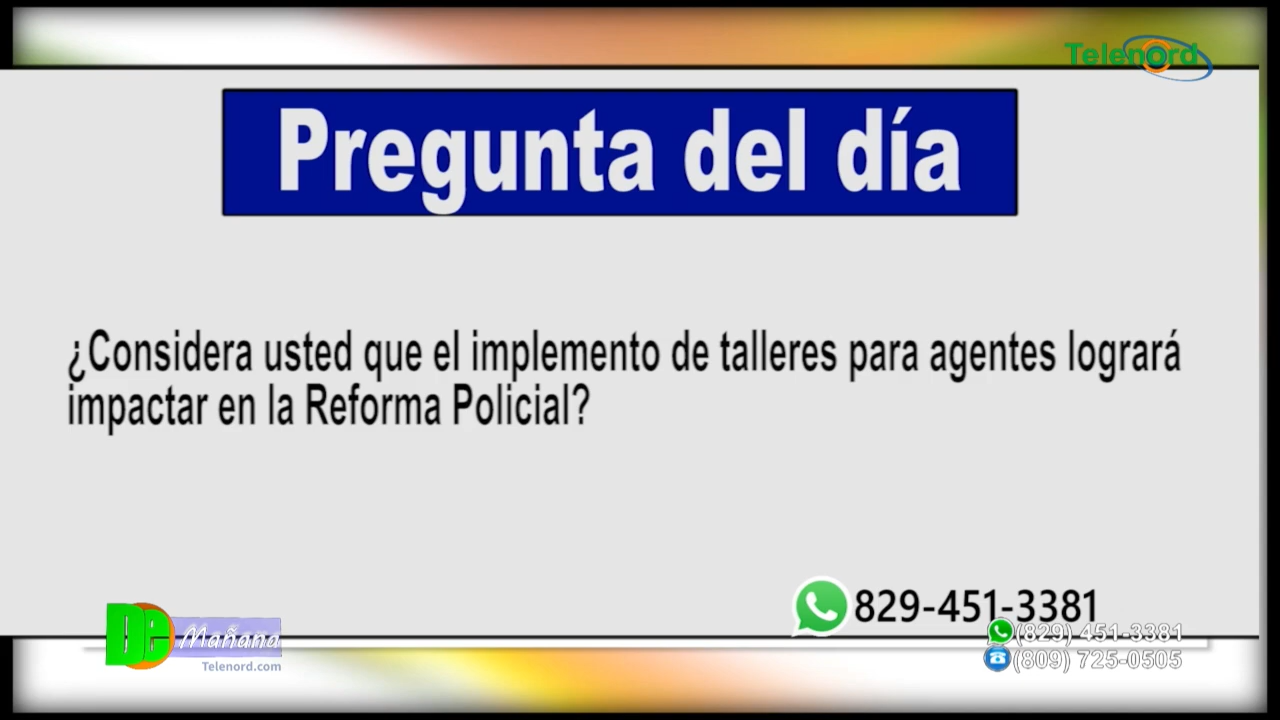 Telenord
Pregunta del día
¿Considera usted que el implemento de talleres para agentes logrará
impactar en la Reforma Policial?
829-451-3381
(829) 451-3381
(809) 725-0505
De Mañana
Telenord.com